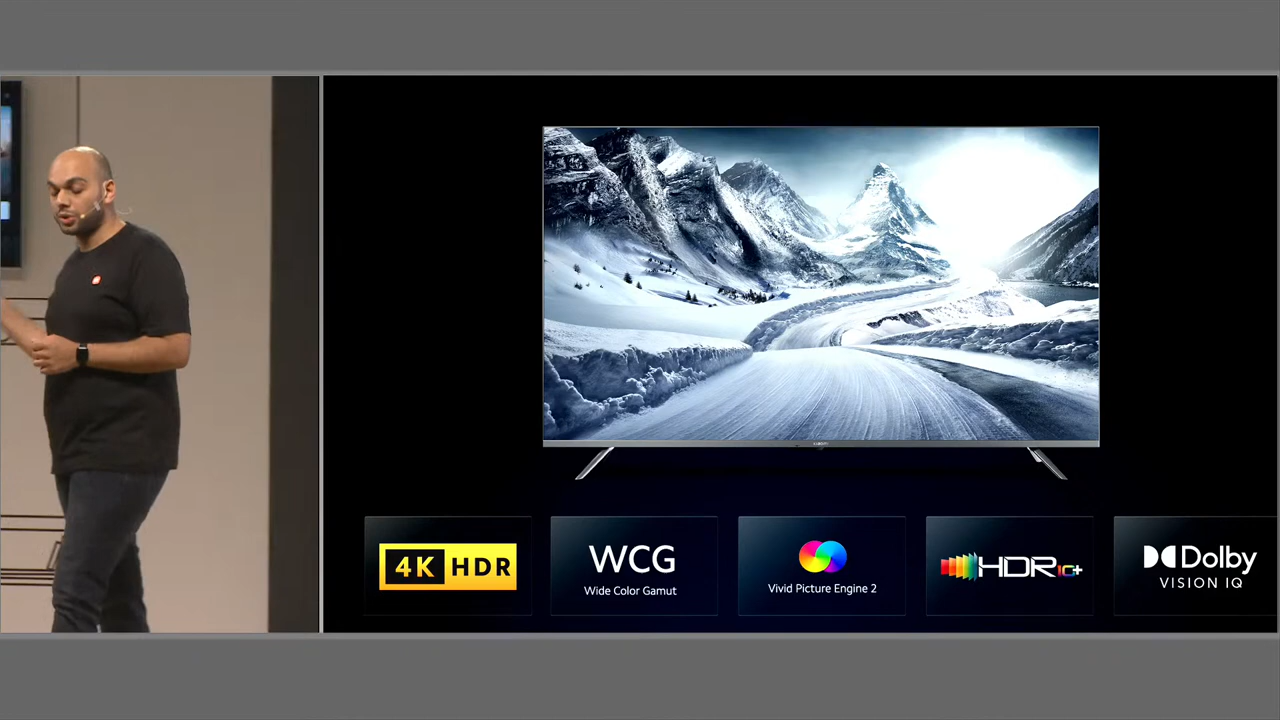 4K HDR
WCG
Wide Color Gamut
Vivid Picture Engine 2
HDR10+
Dolby
VISION IQ